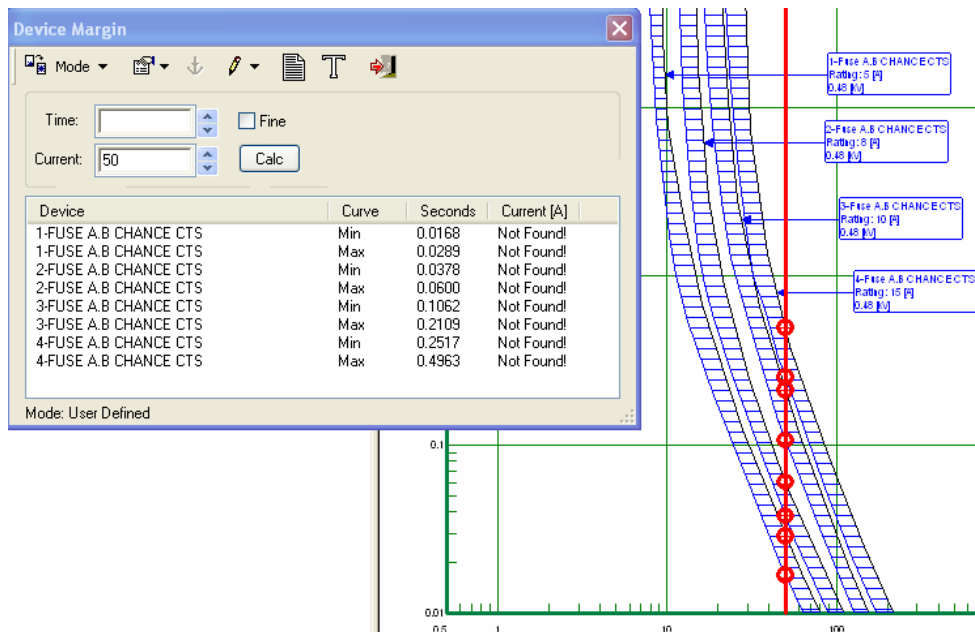 Device Margin
Mode
Time:
Fine
Current: 50 Calc
Device Curve Seconds Current [A]
1-FUSE A.B CHANCE CTS Min 0.0168 Not Found!
1-FUSE A.B CHANCE CTS Max 0.0289 Not Found!
2-FUSE A.B CHANCE CTS Min 0.0378 Not Found!
2-FUSE A.B CHANCE CTS Max 0.0600 Not Found!
3-FUSE A.B CHANCE CTS Min 0.1062 Not Found!
3-FUSE A.B CHANCE CTS Max 0.2109 Not Found!
4-FUSE A.B CHANCE CTS Min 0.2517 Not Found!
4-FUSE A.B CHANCE CTS Max 0.4963 Not Found!
Mode: User Defined
1-Fuse A.B CHANCE CTS
Rating: 5 [A]
0.48 [kV]
2-Fuse A.B CHANCE CTS
Rating: 8 [A]
0.48 [kV]
3-Fuse A.B CHANCE CTS
Rating: 10 [A]
0.48 [kV]
4-Fuse A.B CHANCE CTS
Rating: 15 [A]
0.48 [kV]
0.1
0.01
0.5 1 10 100